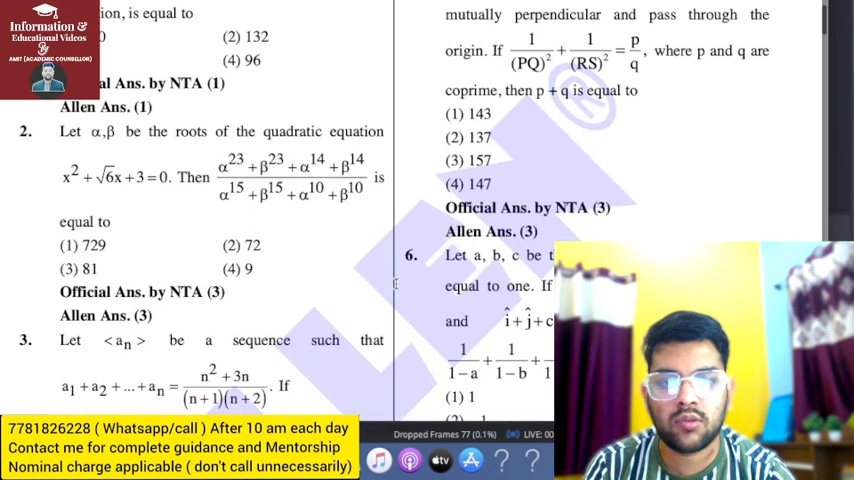 Information &
Educational Videos
By
AMIT (ACADEMIC COUNSELLOR)
ion, is equal to
0
(2) 132
(4) 96
al Ans. by NTA (1)
Allen Ans. (1)
2. Let α,β be the roots of the quadratic equation
x² + √6x + 3 = 0. Then (α²³ + β²³ + α¹⁴ + β¹⁴)/(α¹⁵ + β¹⁵ + α¹⁰ + β¹⁰) is
equal to
(1) 729
(2) 72
(3) 81
(4) 9
Official Ans. by NTA (3)
Allen Ans. (3)
3. Let <aₙ> be a sequence such that
a₁ + a₂ + ... + aₙ = (n² + 3n)/((n + 1)(n + 2)). If
mutually perpendicular and pass through the
origin. If 1/(PQ)² + 1/(RS)² = p/q, where p and q are
coprime, then p + q is equal to
(1) 143
(2) 137
(3) 157
(4) 147
Official Ans. by NTA (3)
Allen Ans. (3)
6. Let a, b, c be t
equal to one. If
and î + ĵ + c
1/(1−a) + 1/(1−b) + 1
(1) 1
LLEN
®
7781826228 ( Whatsapp/call ) After 10 am each day
Contact me for complete guidance and Mentorship
Nominal charge applicable ( don't call unnecessarily)
Dropped Frames 77 (0.1%) LIVE: 00
tv
? ?